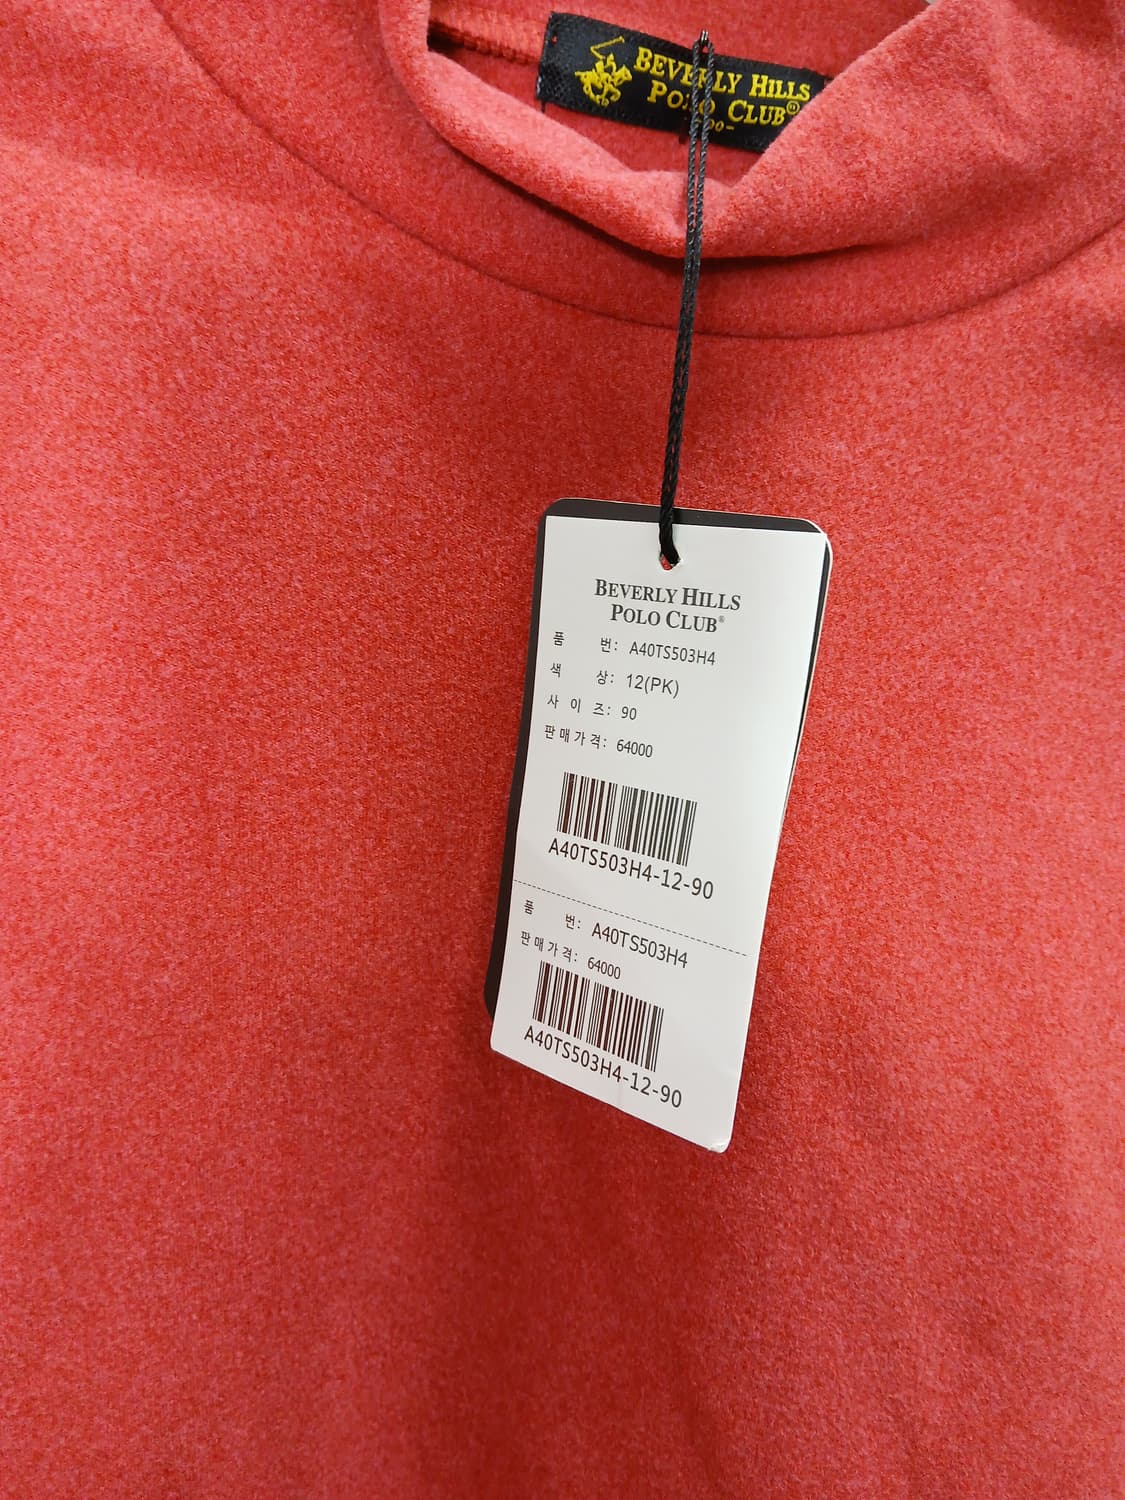 BEVERLY HILLS
POLO CLUB®
BEVERLY HILLS
POLO CLUB®
품 번: A40TS503H4
색 상: 12(PK)
사 이 즈: 90
판 매 가 격: 64000
A40TS503H4-12-90
품 번: A40TS503H4
판 매 가 격: 64000
A40TS503H4-12-90